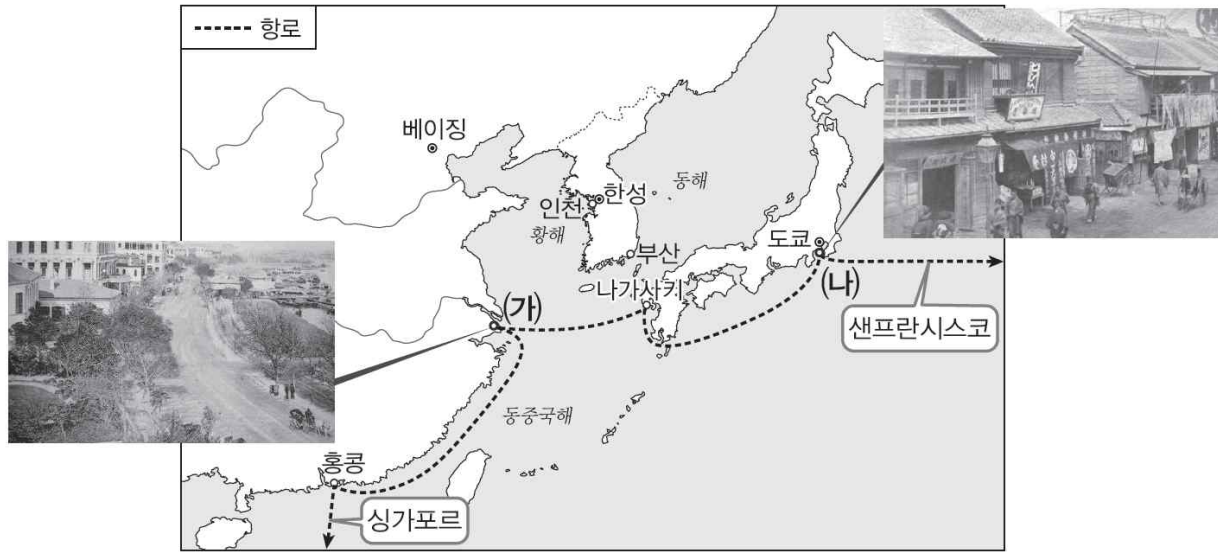 항로
베이징
한성
인천
동해
황해
부산
도쿄
나가사키
(가)
(나)
샌프란시스코
동중국해
홍콩
싱가포르